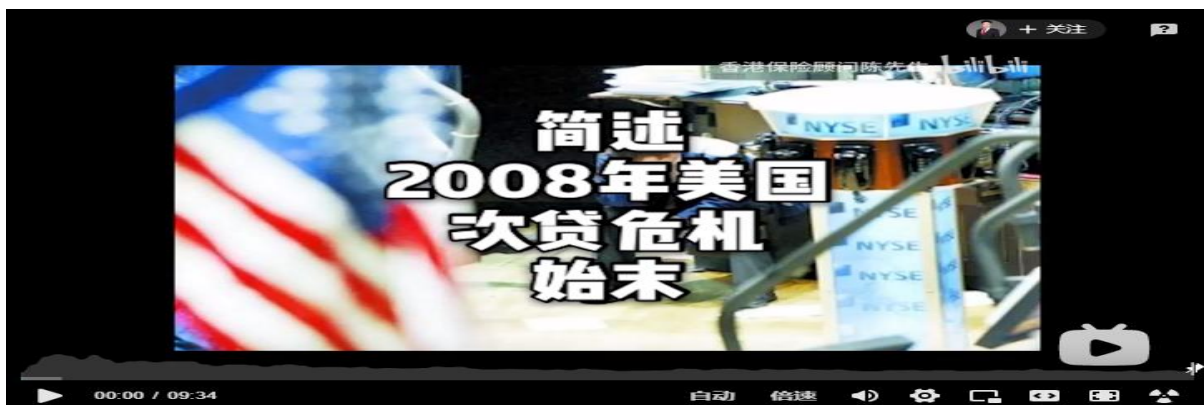 + 关注
?
香港保险顾问陈先生 bilibili
简述
2008年美国
次贷危机
始末
NYSE NYSE
NYSE
NYSE
NYSE
NYSE
00:00 / 09:34 自动 倍速